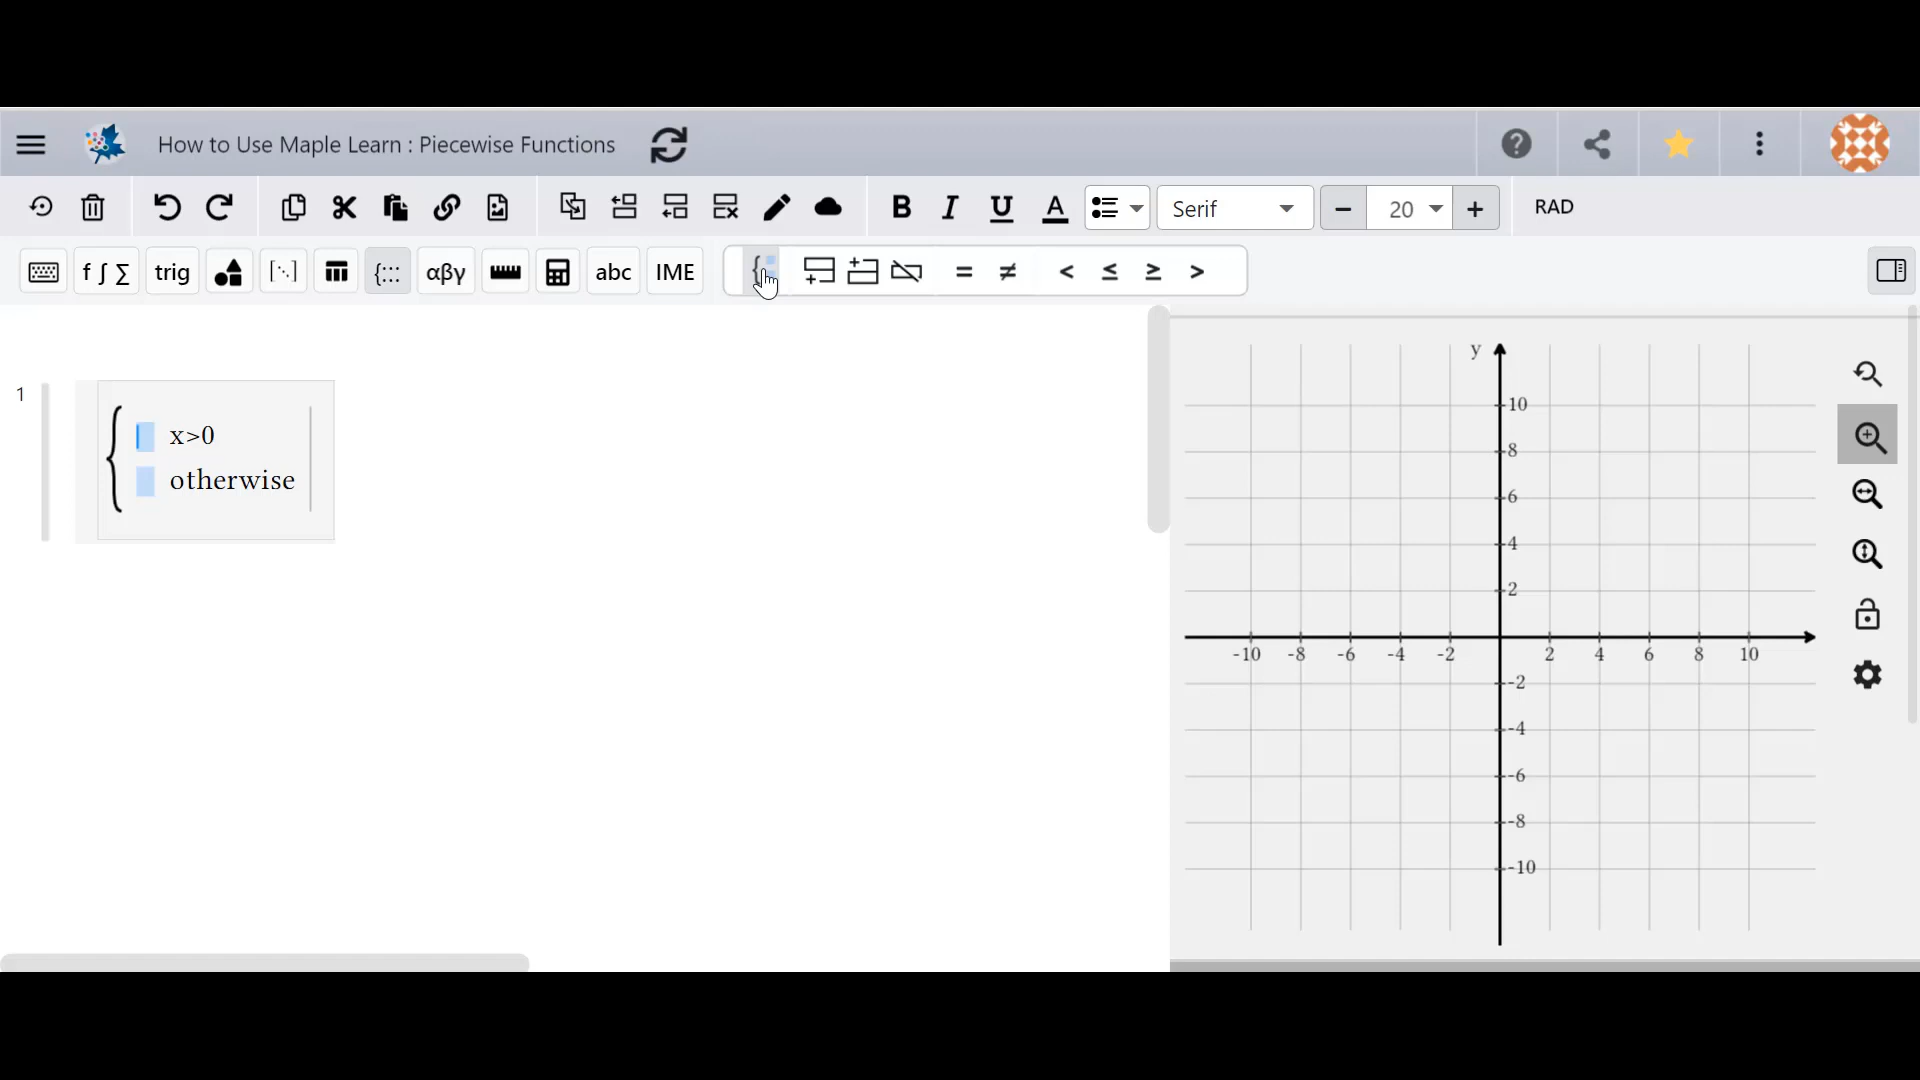 How to Use Maple Learn : Piecewise Functions
B I U A Serif − 20 + RAD
f ∫ Σ trig αβγ abc IME = ≠ < ≤ ≥ >
1
x>0
otherwise
y
10
8
6
4
2
-10 -8 -6 -4 -2 2 4 6 8 10
-2
-4
-6
-8
-10